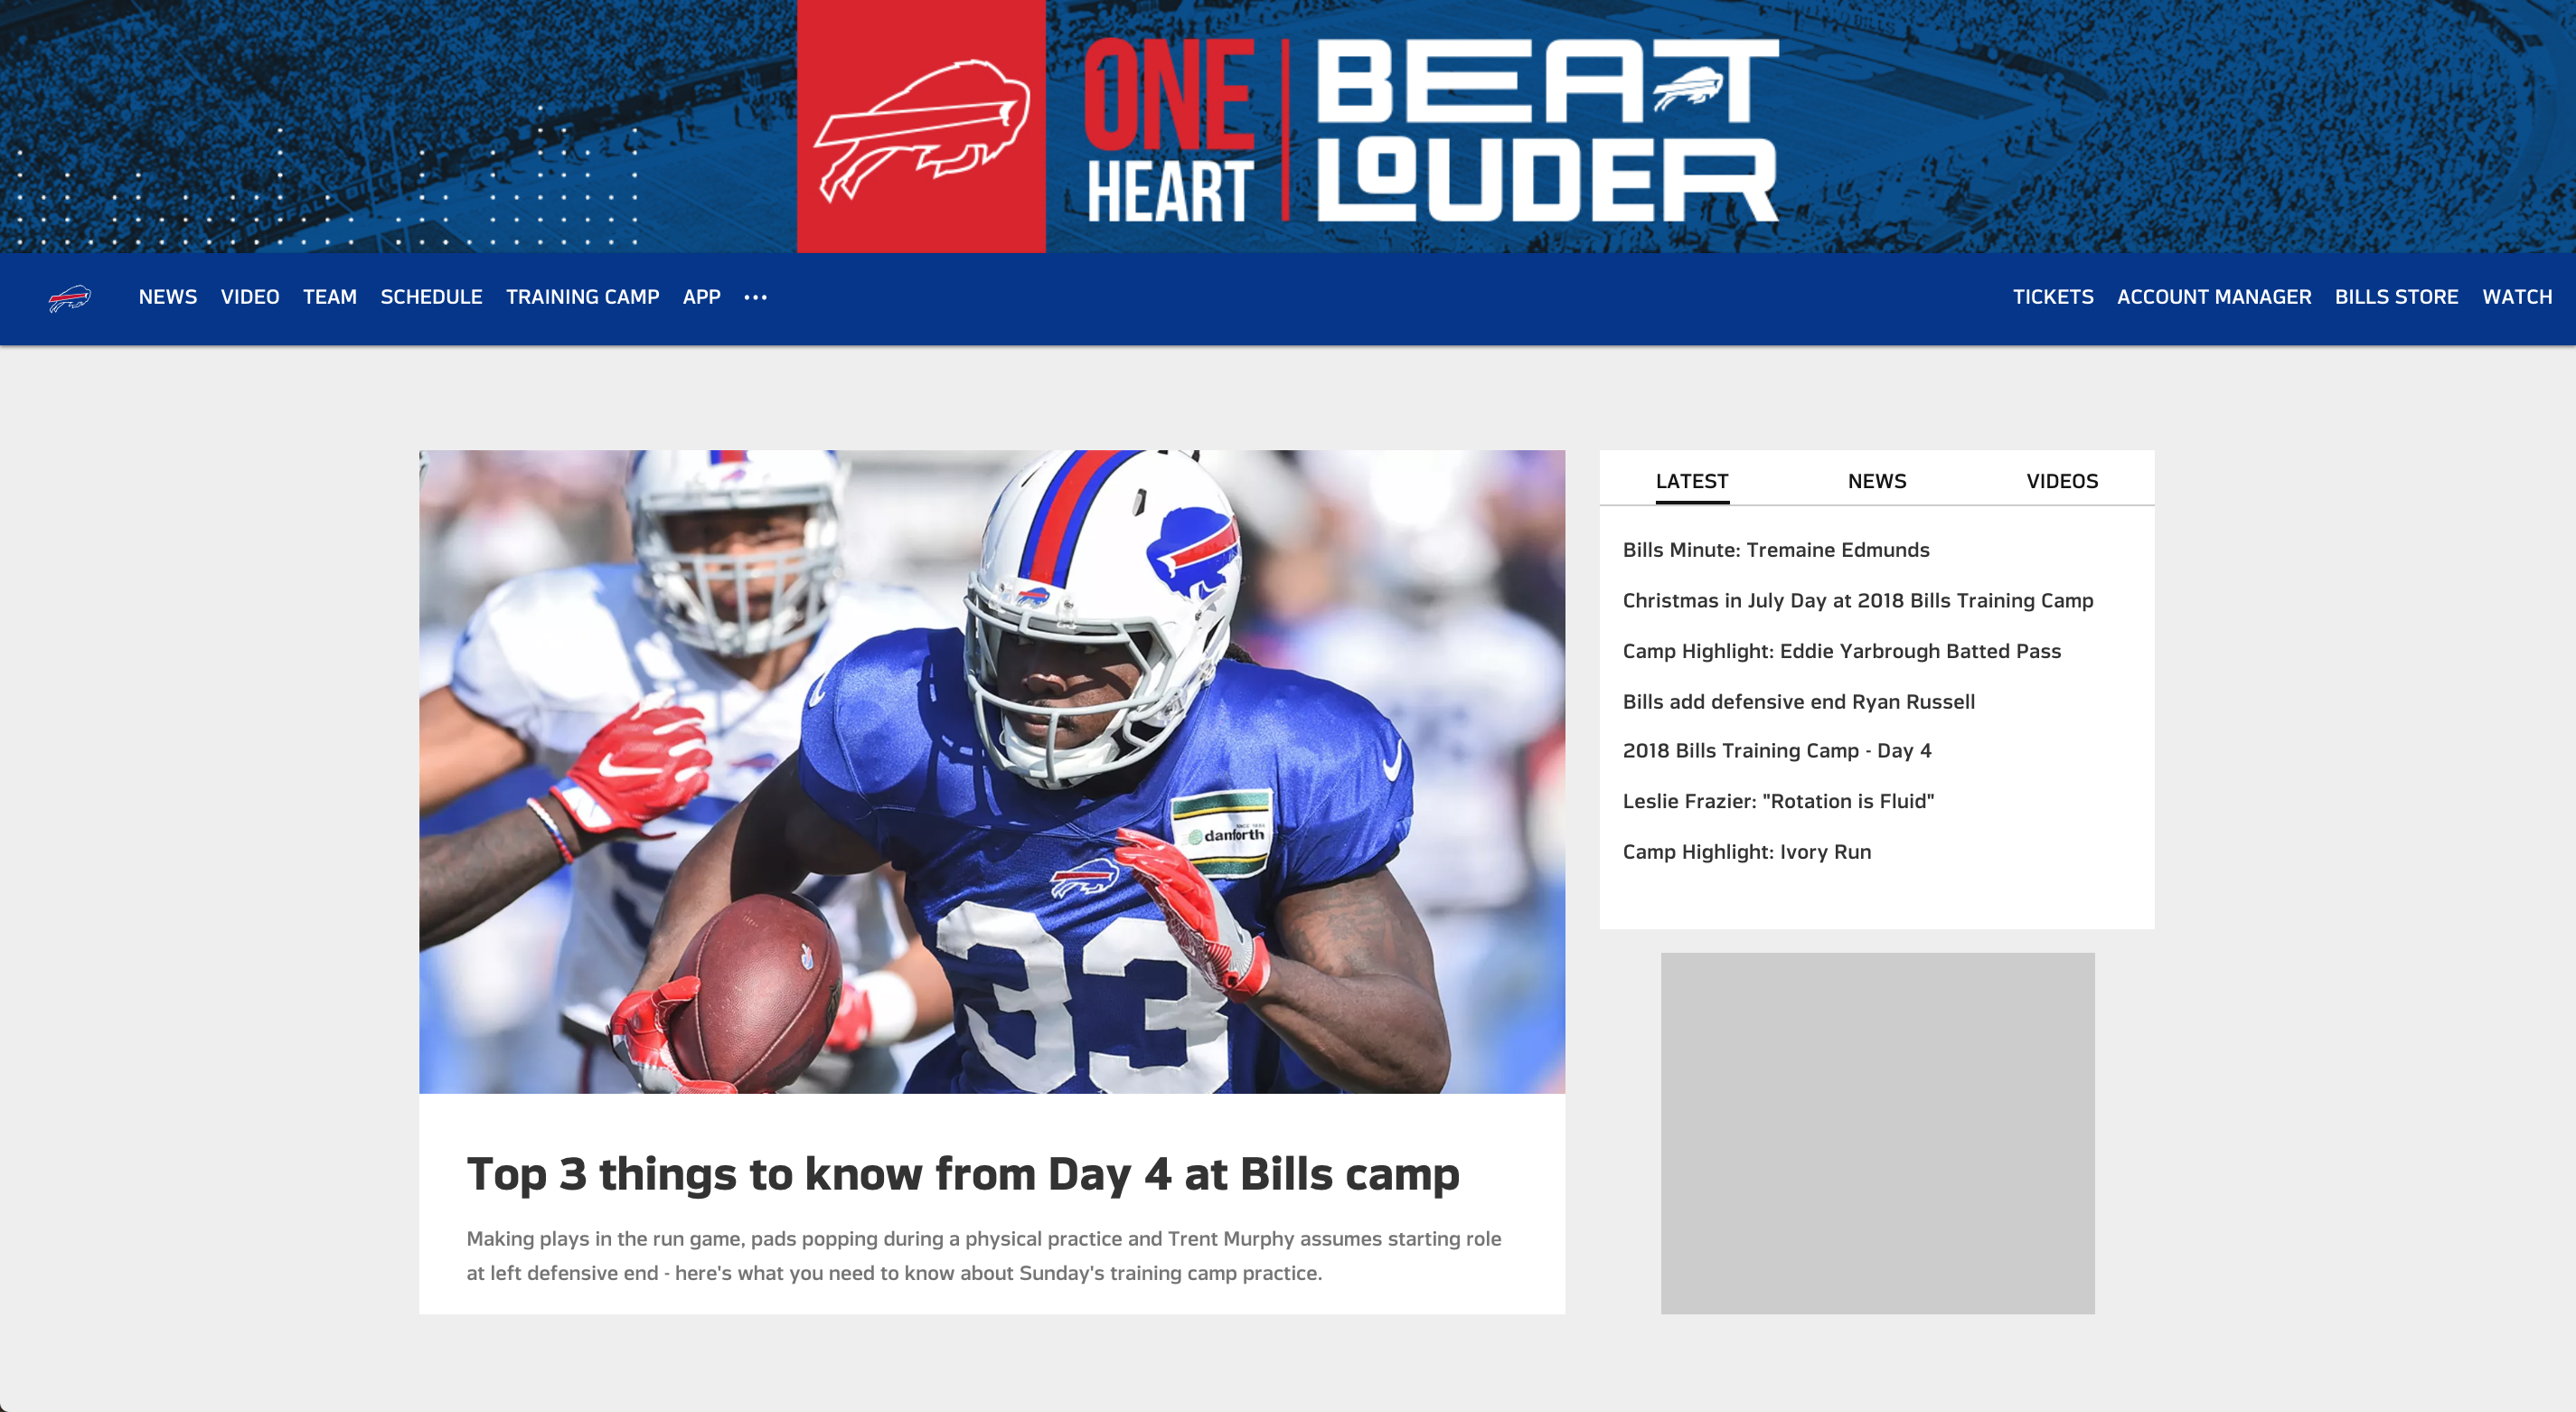 ONE
HEART
BEAT
LOUDER
NEWS VIDEO TEAM SCHEDULE TRAINING CAMP APP •••
TICKETS ACCOUNT MANAGER BILLS STORE WATCH
danforth
33
Top 3 things to know from Day 4 at Bills camp
Making plays in the run game, pads popping during a physical practice and Trent Murphy assumes starting role
at left defensive end - here's what you need to know about Sunday's training camp practice.
LATEST NEWS VIDEOS
Bills Minute: Tremaine Edmunds
Christmas in July Day at 2018 Bills Training Camp
Camp Highlight: Eddie Yarbrough Batted Pass
Bills add defensive end Ryan Russell
2018 Bills Training Camp - Day 4
Leslie Frazier: "Rotation is Fluid"
Camp Highlight: Ivory Run